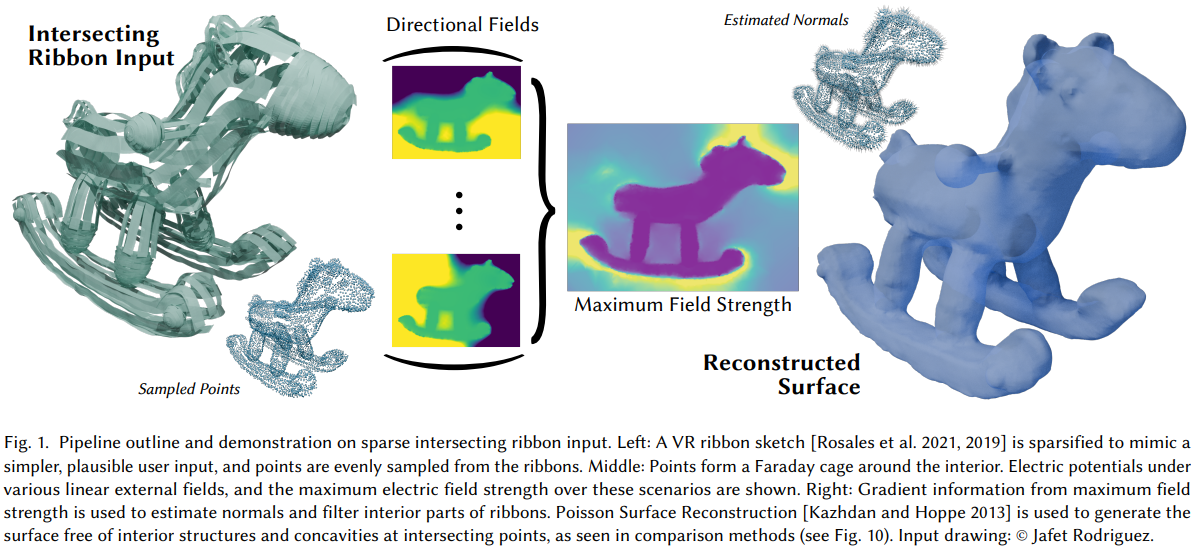 Intersecting
Ribbon Input
Directional Fields
Estimated Normals
Maximum Field Strength
Sampled Points
Reconstructed
Surface
Fig. 1. Pipeline outline and demonstration on sparse intersecting ribbon input. Left: A VR ribbon sketch [Rosales et al. 2021, 2019] is sparsified to mimic a
simpler, plausible user input, and points are evenly sampled from the ribbons. Middle: Points form a Faraday cage around the interior. Electric potentials under
various linear external fields, and the maximum electric field strength over these scenarios are shown. Right: Gradient information from maximum field
strength is used to estimate normals and filter interior parts of ribbons. Poisson Surface Reconstruction [Kazhdan and Hoppe 2013] is used to generate the
surface free of interior structures and concavities at intersecting points, as seen in comparison methods (see Fig. 10). Input drawing: © Jafet Rodriguez.